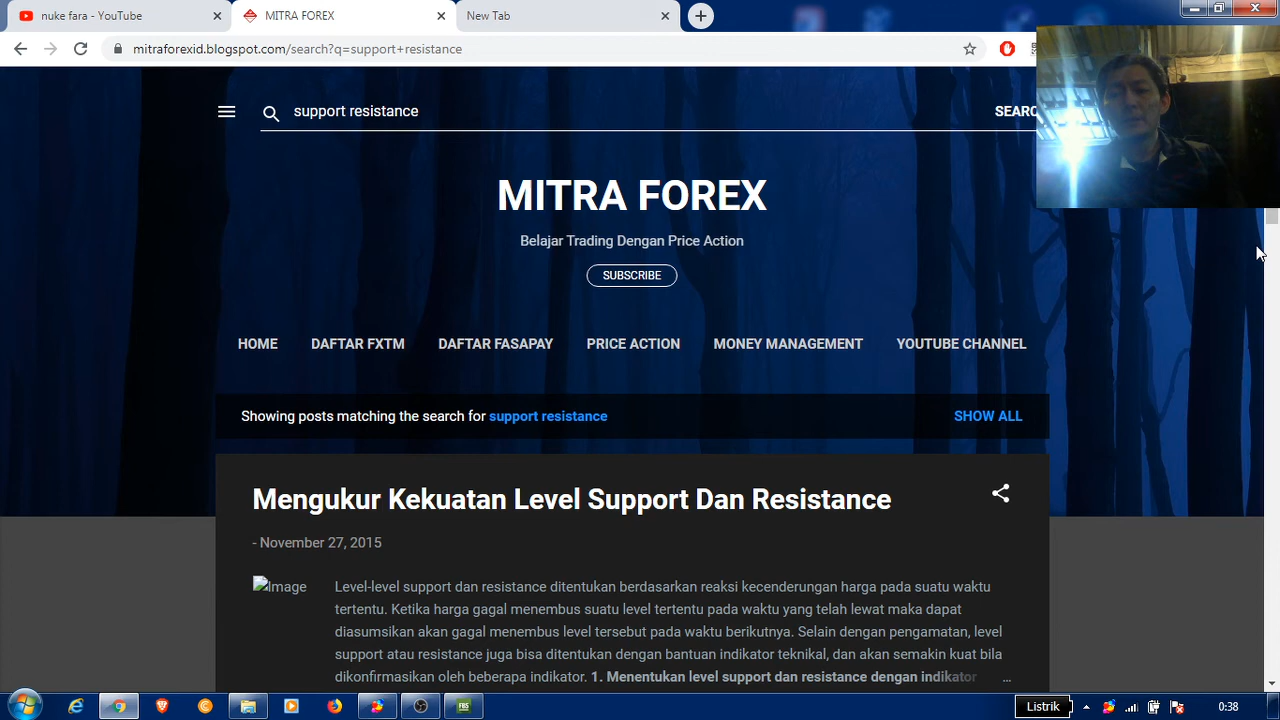 nuke fara - YouTube
MITRA FOREX
New Tab
mitraforexid.blogspot.com/search?q=support+resistance
support resistance
SEARC
MITRA FOREX
Belajar Trading Dengan Price Action
SUBSCRIBE
HOME DAFTAR FXTM DAFTAR FASAPAY PRICE ACTION MONEY MANAGEMENT YOUTUBE CHANNEL
Showing posts matching the search for support resistance SHOW ALL
Mengukur Kekuatan Level Support Dan Resistance
- November 27, 2015
Image
Level-level support dan resistance ditentukan berdasarkan reaksi kecenderungan harga pada suatu waktu
tertentu. Ketika harga gagal menembus suatu level tertentu pada waktu yang telah lewat maka dapat
diasumsikan akan gagal menembus level tersebut pada waktu berikutnya. Selain dengan pengamatan, level
support atau resistance juga bisa ditentukan dengan bantuan indikator teknikal, dan akan semakin kuat bila
dikonfirmasikan oleh beberapa indikator. 1. Menentukan level support dan resistance dengan indikator ...
FBS
Listrik
0:38